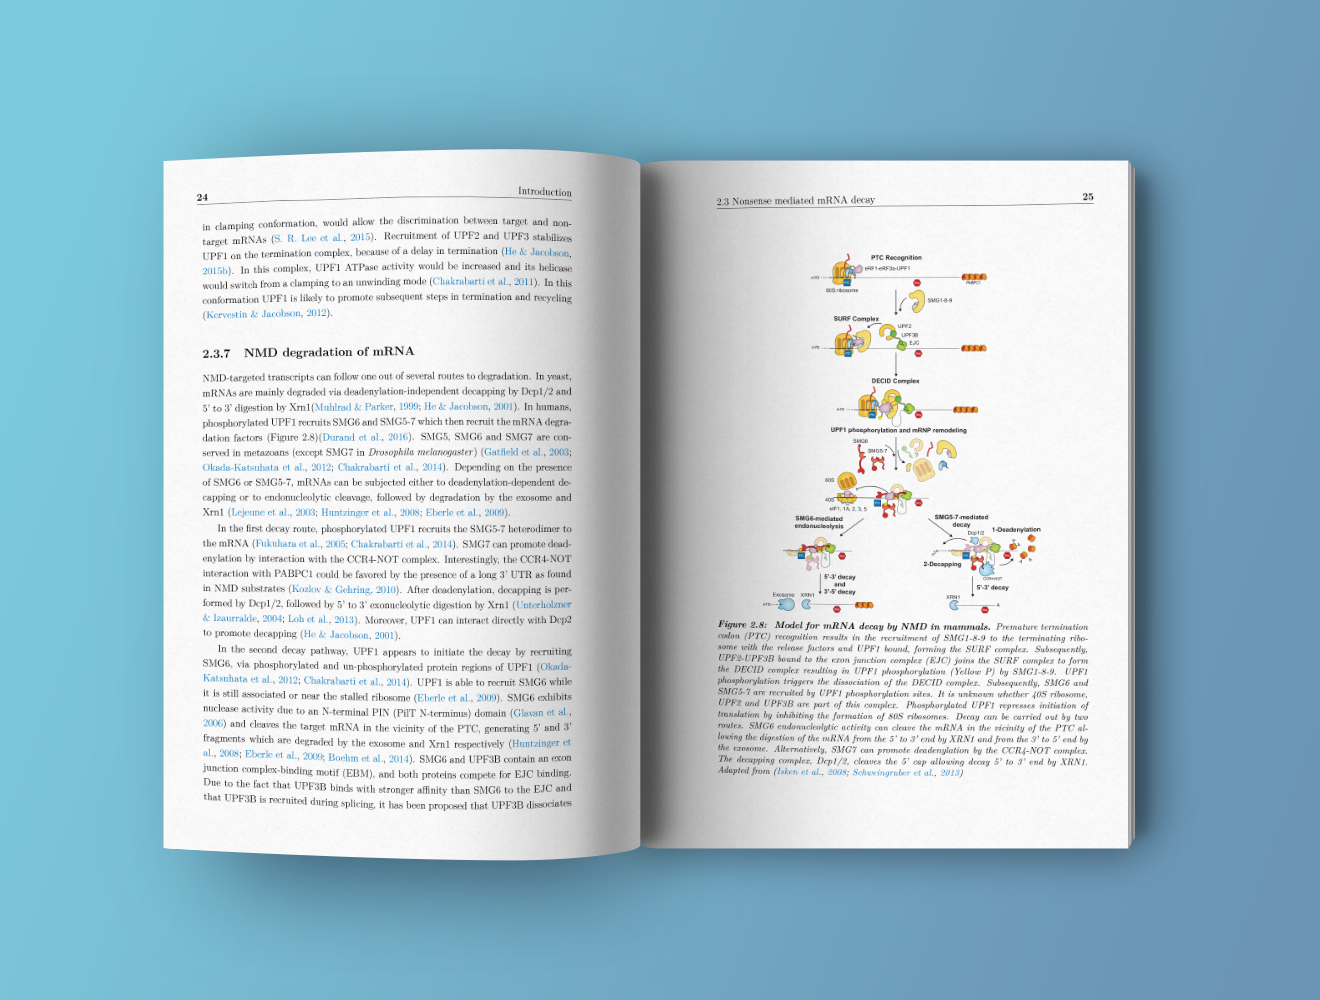 24
Introduction
in clamping conformation, would allow the discrimination between target and non-
target mRNAs (S. R. Lee et al., 2015). Recruitment of UPF2 and UPF3 stabilizes
UPF1 on the termination complex, because of a delay in termination (He & Jacobson,
2015b). In this complex, UPF1 ATPase activity would be increased and its helicase
would switch from a clamping to an unwinding mode (Chakrabarti et al., 2011). In this
conformation UPF1 is likely to promote subsequent steps in termination and recycling
(Kervestin & Jacobson, 2012).
2.3.7 NMD degradation of mRNA
NMD-targeted transcripts can follow one out of several routes to degradation. In yeast,
mRNAs are mainly degraded via deadenylation-independent decapping by Dcp1/2 and
5' to 3' digestion by Xrn1(Muhlrad & Parker, 1999; He & Jacobson, 2001). In humans,
phosphorylated UPF1 recruits SMG6 and SMG5-7 which then recruit the mRNA degra-
dation factors (Figure 2.8)(Durand et al., 2016). SMG5, SMG6 and SMG7 are con-
served in metazoans (except SMG7 in Drosophila melanogaster) (Gatfield et al., 2003;
Okada-Katsuhata et al., 2012; Chakrabarti et al., 2014). Depending on the presence
of SMG6 or SMG5-7, mRNAs can be subjected either to deadenylation-dependent de-
capping or to endonucleolytic cleavage, followed by degradation by the exosome and
Xrn1 (Lejeune et al., 2003; Huntzinger et al., 2008; Eberle et al., 2009).
In the first decay route, phosphorylated UPF1 recruits the SMG5-7 heterodimer to
the mRNA (Fukuhara et al., 2005; Chakrabarti et al., 2014). SMG7 can promote dead-
enylation by interaction with the CCR4-NOT complex. Interestingly, the CCR4-NOT
interaction with PABPC1 could be favored by the presence of a long 3' UTR as found
in NMD substrates (Kozlov & Gehring, 2010). After deadenylation, decapping is per-
formed by Dcp1/2, followed by 5' to 3' exonucleolytic digestion by Xrn1 (Unterholzner
& Izaurralde, 2004; Loh et al., 2013). Moreover, UPF1 can interact directly with Dcp2
to promote decapping (He & Jacobson, 2001).
In the second decay pathway, UPF1 appears to initiate the decay by recruiting
SMG6, via phosphorylated and un-phosphorylated protein regions of UPF1 (Okada-
Katsuhata et al., 2012; Chakrabarti et al., 2014). UPF1 is able to recruit SMG6 while
it is still associated or near the stalled ribosome (Eberle et al., 2009). SMG6 exhibits
nuclease activity due to an N-terminal PIN (PilT N-terminus) domain (Glavan et al.,
2006) and cleaves the target mRNA in the vicinity of the PTC, generating 5' and 3'
fragments which are degraded by the exosome and Xrn1 respectively (Huntzinger et
al., 2008; Eberle et al., 2009; Boehm et al., 2014). SMG6 and UPF3B contain an exon
junction complex-binding motif (EBM), and both proteins compete for EJC binding.
Due to the fact that UPF3B binds with stronger affinity than SMG6 to the EJC and
that UPF3B is recruited during splicing, it has been proposed that UPF3B dissociates
2.3 Nonsense mediated mRNA decay
25
PTC Recognition
eRF1-eRF3a-UPF1
m7G
PABPC1
80S ribosome
SMG1-8-9
SURF Complex
UPF2
UPF3B
EJC
m7G
DECID Complex
m7G
UPF1 phosphorylation and mRNP remodeling
SMG6
SMG5-7
60S
40S
eIF1, 1A, 2, 3, 5
SMG6-mediated
endonucleolysis
SMG5-7-mediated
decay
1-Deadenylation
Dcp1/2
2-Decapping
CCR4-NOT
5'-3' decay
and
3'-5' decay
5'-3' decay
Exosome
XRN1
XRN1
m7G
A
Figure 2.8: Model for mRNA decay by NMD in mammals. Premature termination
codon (PTC) recognition results in the recruitment of SMG1-8-9 to the terminating ribo-
some with the release factors and UPF1 bound, forming the SURF complex. Subsequently,
UPF2-UPF3B bound to the exon junction complex (EJC) joins the SURF complex to form
the DECID complex resulting in UPF1 phosphorylation (Yellow P) by SMG1-8-9. UPF1
phosphorylation triggers the dissociation of the DECID complex. Subsequently, SMG6 and
SMG5-7 are recruited by UPF1 phosphorylation sites. It is unknown whether 40S ribosome,
UPF2 and UPF3B are part of this complex. Phosphorylated UPF1 represses initiation of
translation by inhibiting the formation of 80S ribosomes. Decay can be carried out by two
routes. SMG6 endonucleolytic activity can cleave the mRNA in the vicinity of the PTC al-
lowing the digestion of the mRNA from the 5' to 3' end by XRN1 and from the 3' to 5' end by
the exosome. Alternatively, SMG7 can promote deadenylation by the CCR4-NOT complex.
The decapping complex, Dcp1/2, cleaves the 5' cap allowing decay 5' to 3' end by XRN1.
Adapted from (Isken et al., 2008; Schweingruber et al., 2013)